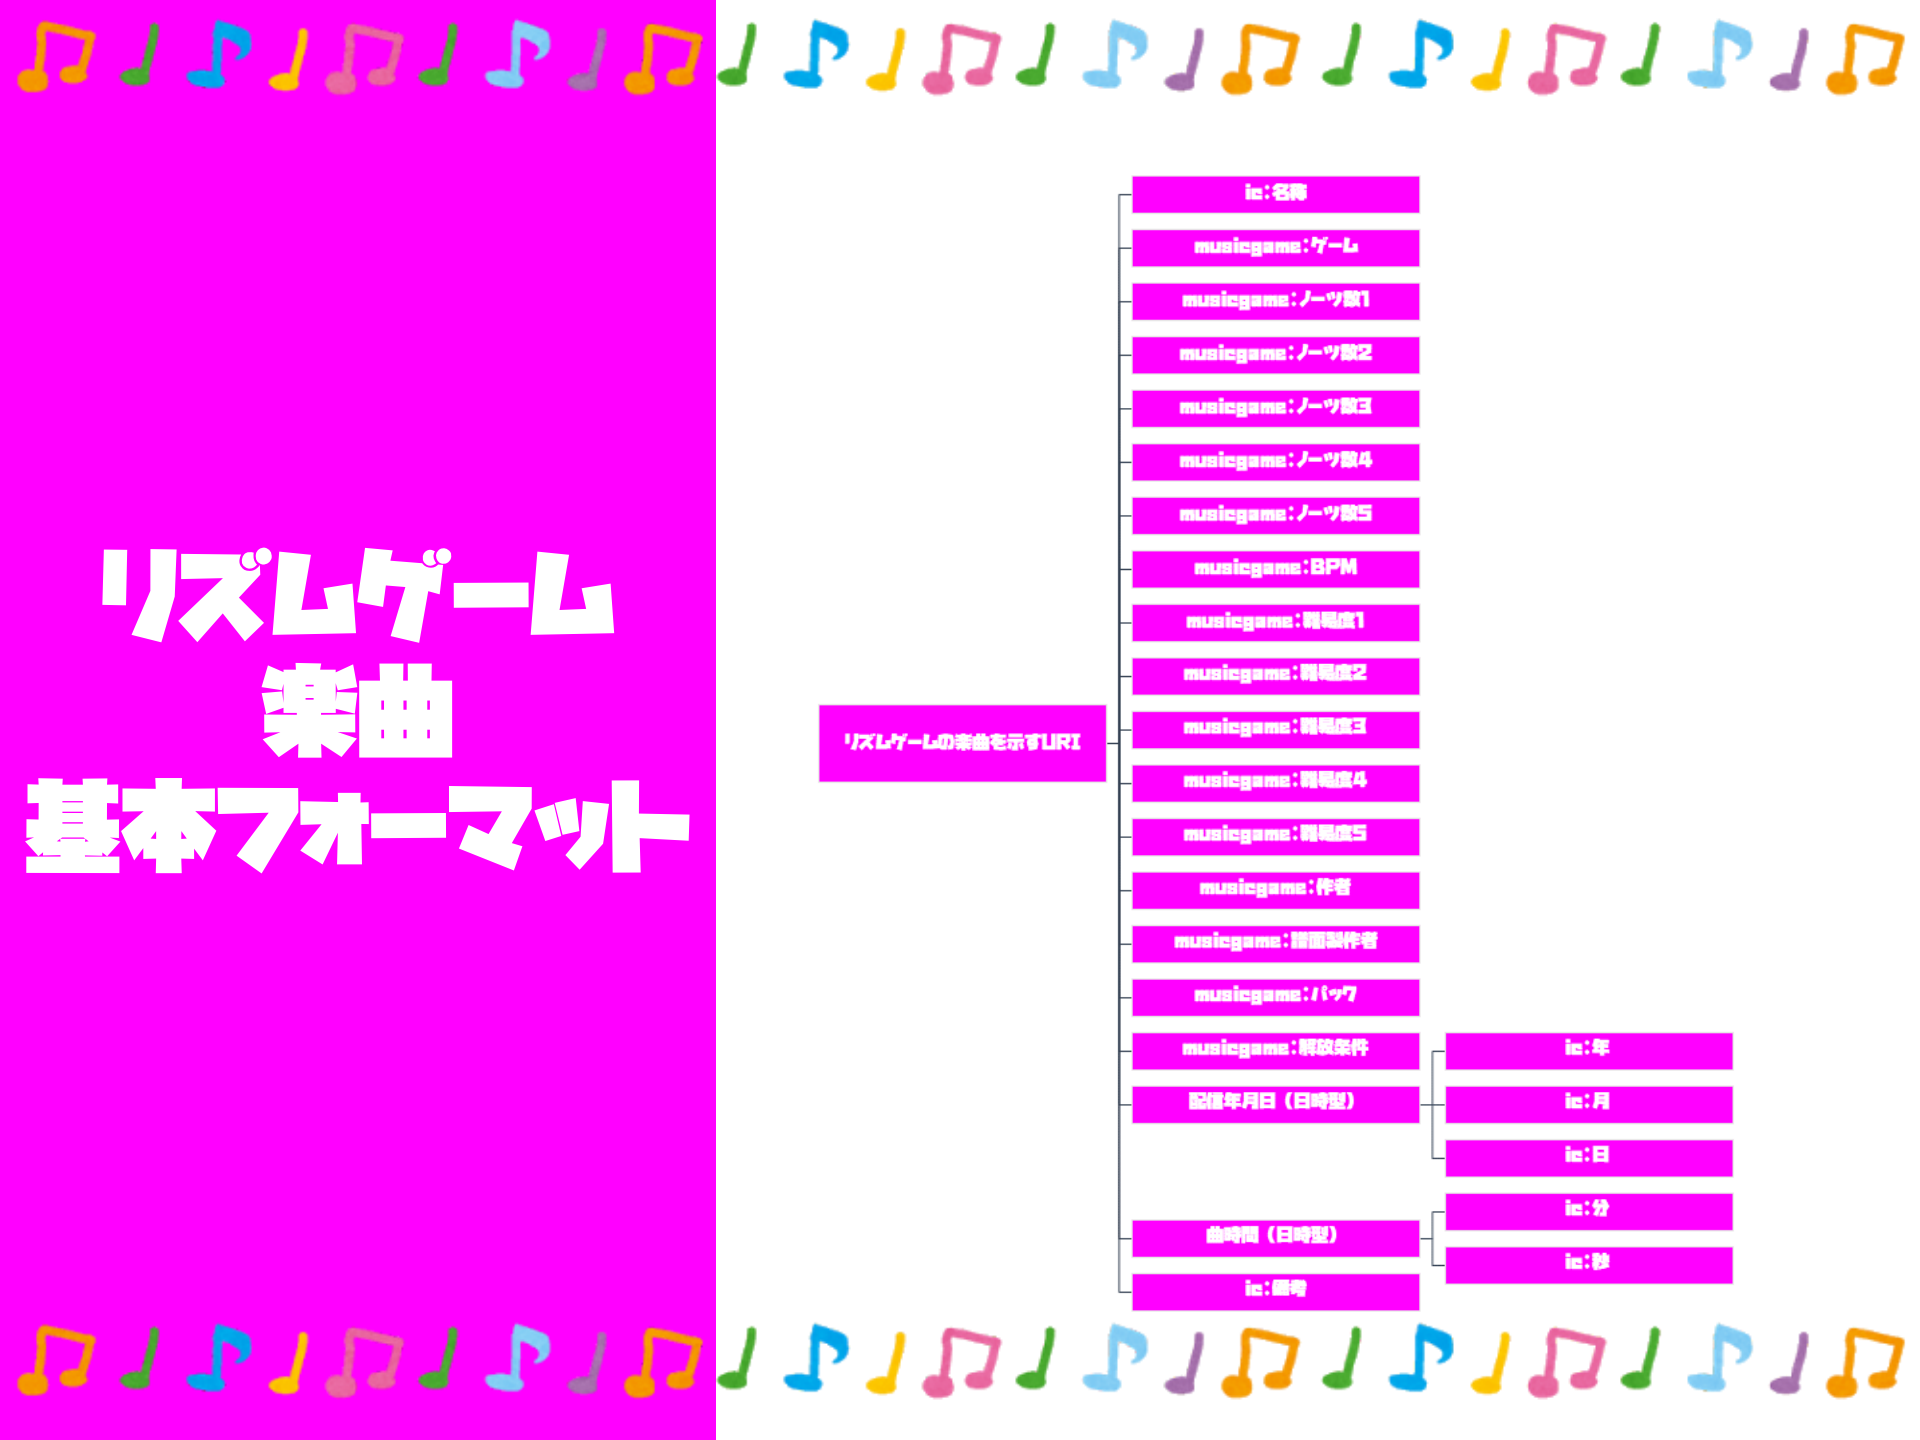 リズムゲーム
楽曲
基本フォーマット
リズムゲームの楽曲を示すURI
ic：名称
musicgame：ゲーム
musicgame：ノーツ数1
musicgame：ノーツ数2
musicgame：ノーツ数3
musicgame：ノーツ数4
musicgame：ノーツ数5
musicgame：BPM
musicgame：難易度1
musicgame：難易度2
musicgame：難易度3
musicgame：難易度4
musicgame：難易度5
musicgame：作者
musicgame：譜面製作者
musicgame：パック
musicgame：解放条件
配信年月日（日時型）
ic：年
ic：月
ic：日
曲時間（日時型）
ic：分
ic：秒
ic：備考